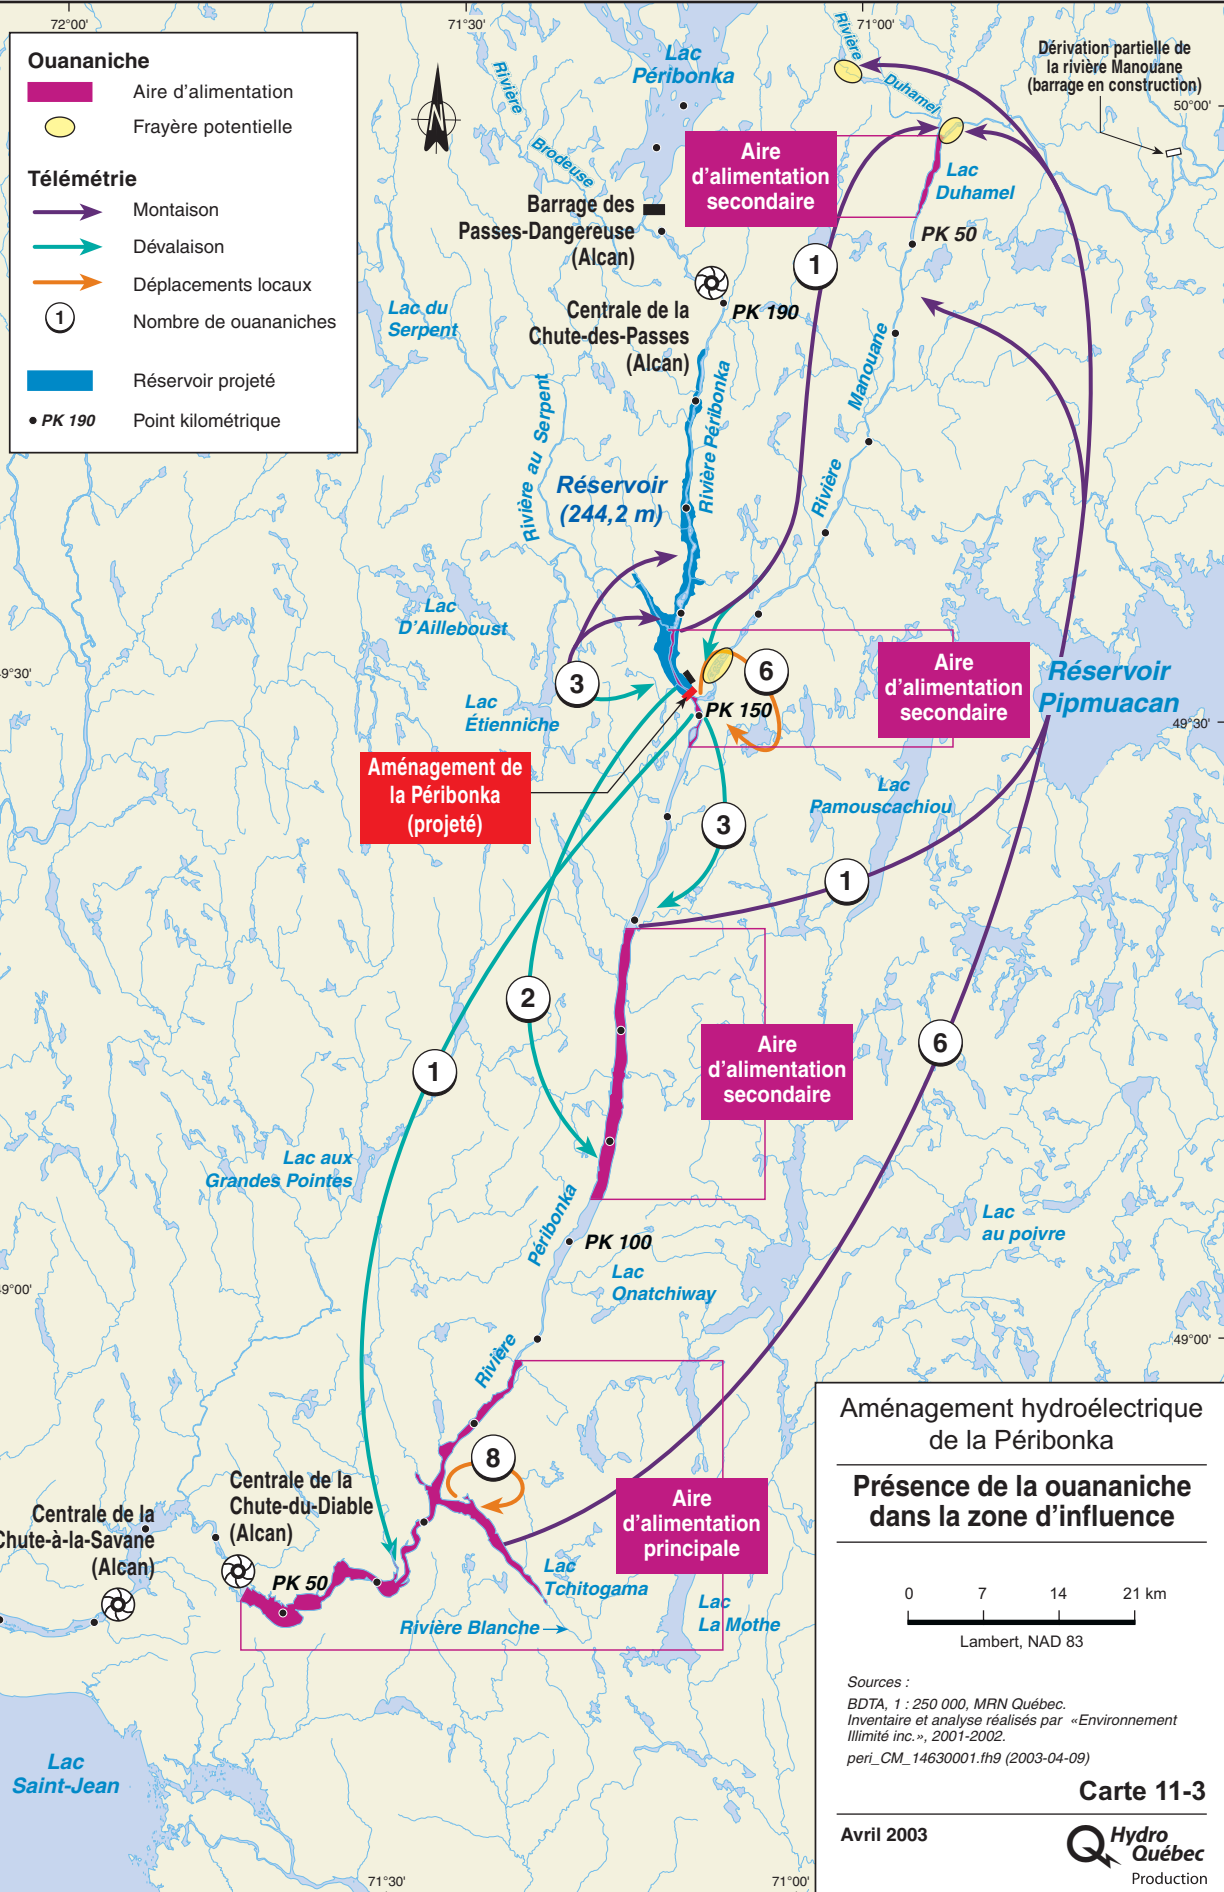 72°00'
71°30'
71°00'
Ouananiche
Aire d'alimentation
Frayère potentielle
Télémétrie
Montaison
Dévalaison
Déplacements locaux
1
Nombre de ouananiches
Réservoir projeté
PK 190
Point kilométrique
Lac
Péribonka
Rivière
Brodeuse
Rivière
Duhamel
Dérivation partielle de
la rivière Manouane
(barrage en construction)
50°00'
Aire
d'alimentation
secondaire
Lac
Duhamel
Barrage des
Passes-Dangereuse
(Alcan)
PK 50
1
Centrale de la
Chute-des-Passes
(Alcan)
PK 190
Lac du
Serpent
Rivière au Serpent
Rivière Péribonka
Manouane
Rivière
Réservoir
(244,2 m)
Lac
D'Ailleboust
49°30'
3
6
Aire
d'alimentation
secondaire
Réservoir
Pipmuacan
Lac
Étienniche
PK 150
49°30'
Aménagement de
la Péribonka
(projeté)
Lac
Pamouscachiou
3
1
2
1
6
Aire
d'alimentation
secondaire
Lac aux
Grandes Pointes
Péribonka
Rivière
PK 100
Lac
Onatchiway
Lac
au poivre
49°00'
49°00'
8
Centrale de la
Chute-du-Diable
(Alcan)
Centrale de la
Chute-à-la-Savane
(Alcan)
PK 50
Aire
d'alimentation
principale
Lac
Tchitogama
Rivière Blanche
Lac
La Mothe
Lac
Saint-Jean
Aménagement hydroélectrique
de la Péribonka
Présence de la ouananiche
dans la zone d'influence
0 7 14 21 km
Lambert, NAD 83
Sources :
BDTA, 1 : 250 000, MRN Québec.
Inventaire et analyse réalisés par «Environnement
Illimité inc.», 2001-2002.
peri_CM_14630001.fh9 (2003-04-09)
Carte 11-3
Avril 2003
Hydro
Québec
Production
71°30'
71°00'